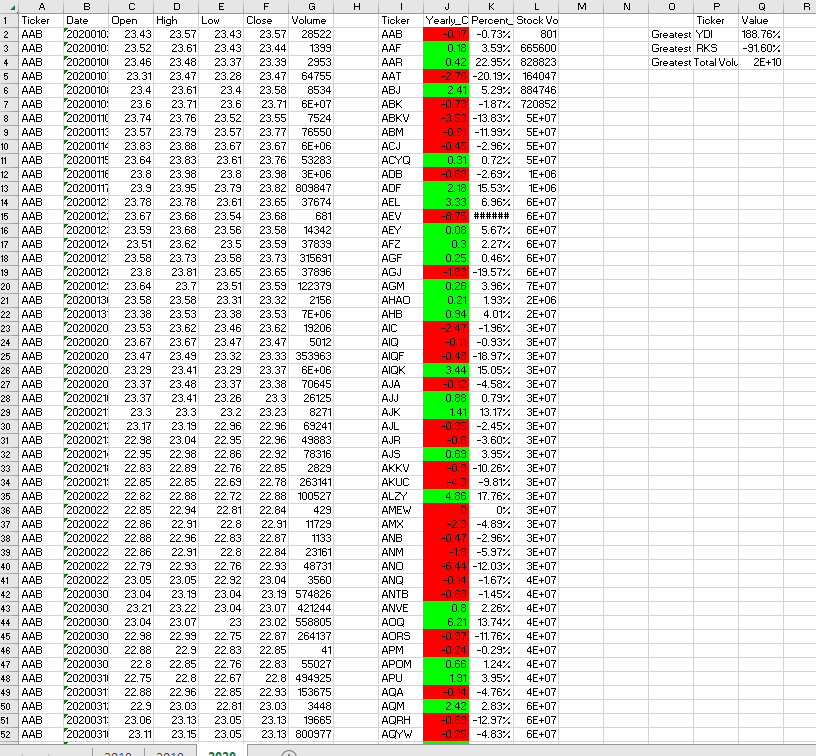 A B C D E F G H I J K L M N O P Q R
1 Ticker Date Open High Low Close Volume Ticker Yearly_C Percent_ Stock Vo Ticker Value
2 AAB 2020010 23.43 23.57 23.43 23.57 28522 AAB -0.17 -0.73% 801 Greatest YDI 188.76%
3 AAB 2020010 23.52 23.61 23.43 23.44 1399 AAF 0.18 3.59% 665600 Greatest RKS -91.60%
4 AAB 2020010 23.46 23.48 23.37 23.39 2953 AAR 0.42 22.95% 828823 Greatest Total Volu 2E+10
5 AAB 2020010 23.31 23.47 23.28 23.47 64755 AAT -2.76 -20.19% 164047
6 AAB 2020010 23.4 23.61 23.4 23.58 8534 ABJ 2.41 5.29% 884746
7 AAB 2020010 23.6 23.71 23.6 23.71 6E+07 ABK -0.73 -1.87% 720852
8 AAB 2020011 23.74 23.76 23.52 23.55 7524 ABKV -3.53 -13.83% 5E+07
9 AAB 2020011 23.57 23.79 23.57 23.77 76550 ABM -0.91 -11.99% 5E+07
10 AAB 2020011 23.83 23.88 23.67 23.67 6E+06 ACJ -0.45 -2.96% 5E+07
11 AAB 2020011 23.64 23.83 23.61 23.76 53283 ACYQ 0.31 0.72% 5E+07
12 AAB 2020011 23.8 23.98 23.8 23.98 3E+06 ADB -0.68 -2.69% 1E+06
13 AAB 2020011 23.9 23.95 23.79 23.82 809847 ADF 2.18 15.53% 1E+06
14 AAB 2020012 23.78 23.78 23.61 23.65 37674 AEL 3.33 6.96% 6E+07
15 AAB 2020012 23.67 23.68 23.54 23.68 681 AEV -8.75 ###### 6E+07
16 AAB 2020012 23.59 23.68 23.56 23.58 14342 AEY 0.08 5.67% 6E+07
17 AAB 2020012 23.51 23.62 23.5 23.59 37839 AFZ 0.3 2.27% 6E+07
18 AAB 2020012 23.58 23.73 23.58 23.73 315691 AGF 0.25 0.46% 6E+07
19 AAB 2020012 23.8 23.81 23.65 23.65 37896 AGJ -1.83 -19.57% 6E+07
20 AAB 2020012 23.64 23.7 23.51 23.59 122379 AGM 0.26 3.96% 7E+07
21 AAB 2020013 23.58 23.58 23.31 23.32 2156 AHAO 0.21 1.93% 2E+06
22 AAB 2020013 23.38 23.53 23.38 23.53 7E+06 AHB 0.94 4.01% 2E+07
23 AAB 2020020 23.53 23.62 23.46 23.62 19206 AIC -2.47 -1.96% 3E+07
24 AAB 2020020 23.67 23.67 23.47 23.47 5012 AIQ -0.11 -0.93% 3E+07
25 AAB 2020020 23.47 23.49 23.32 23.33 353963 AIQF -0.48 -18.97% 3E+07
26 AAB 2020020 23.29 23.41 23.29 23.37 6E+06 AIQK 3.44 15.05% 3E+07
27 AAB 2020020 23.37 23.48 23.37 23.38 70645 AJA -0.12 -4.58% 3E+07
28 AAB 2020021 23.37 23.41 23.26 23.3 26125 AJJ 0.88 0.79% 3E+07
29 AAB 2020021 23.3 23.3 23.2 23.23 8271 AJK 1.41 13.17% 3E+07
30 AAB 2020021 23.17 23.19 22.96 22.96 69241 AJL -0.35 -2.45% 3E+07
31 AAB 2020021 22.98 23.04 22.95 22.96 49883 AJR -0.6 -3.60% 3E+07
32 AAB 2020021 22.95 22.98 22.86 22.92 78316 AJS 0.69 3.95% 3E+07
33 AAB 2020021 22.83 22.89 22.76 22.85 2829 AKKV -0.9 -10.26% 3E+07
34 AAB 2020021 22.85 22.85 22.69 22.78 263141 AKUC -9.81% 3E+07
35 AAB 2020022 22.82 22.88 22.72 22.88 100527 ALZY 4.86 17.76% 3E+07
36 AAB 2020022 22.85 22.94 22.81 22.84 429 AMEW 0 0% 3E+07
37 AAB 2020022 22.86 22.91 22.8 22.91 11729 AMX -4.89% 3E+07
38 AAB 2020022 22.88 22.96 22.83 22.87 1133 ANB -0.47 -2.96% 3E+07
39 AAB 2020022 22.86 22.91 22.8 22.84 23161 ANM -5.97% 3E+07
40 AAB 2020022 22.79 22.93 22.76 22.93 48731 ANO -6.44 -12.03% 3E+07
41 AAB 2020022 23.05 23.05 22.92 23.04 3560 ANQ -0.14 -1.67% 4E+07
42 AAB 2020030 23.04 23.19 23.04 23.19 574826 ANTB -0.69 -1.45% 4E+07
43 AAB 2020030 23.21 23.22 23.04 23.07 421244 ANVE 0.8 2.26% 4E+07
44 AAB 2020030 23.04 23.07 23 23.02 558805 AOQ 6.21 13.74% 4E+07
45 AAB 2020030 22.98 22.99 22.75 22.87 264137 AORS -0.97 -11.76% 4E+07
46 AAB 2020030 22.88 22.9 22.83 22.85 41 APM -0.24 -0.29% 4E+07
47 AAB 2020030 22.8 22.85 22.76 22.83 55027 APOM 0.66 1.24% 4E+07
48 AAB 2020031 22.75 22.8 22.67 22.8 494925 APU 1.91 3.95% 4E+07
49 AAB 2020031 22.88 22.96 22.85 22.93 153675 AQA -0.14 -4.76% 4E+07
50 AAB 2020031 22.9 23.03 22.81 23.03 3448 AQM 2.42 2.83% 6E+07
51 AAB 2020031 23.06 23.13 23.05 23.13 19665 AQRH -0.69 -12.97% 6E+07
52 AAB 2020031 23.11 23.15 23.05 23.13 800977 AQYW -0.25 -4.83% 6E+07
2018 2019 2020